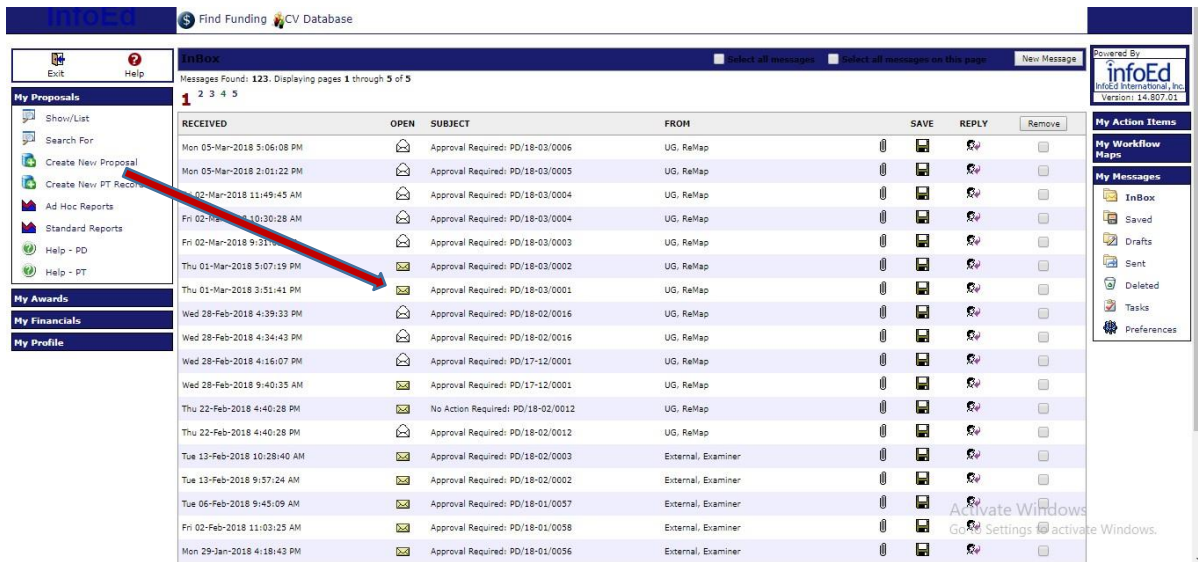 InfoEd
Find Funding CV Database
Exit Help
My Proposals
Show/List
Search For
Create New Proposal
Create New PT Record
Ad Hoc Reports
Standard Reports
Help - PD
Help - PT
My Awards
My Financials
My Profile
InBox Select all messages Select all messages on this page New Message
Messages Found: 123. Displaying pages 1 through 5 of 5
1 2 3 4 5
RECEIVED OPEN SUBJECT FROM SAVE REPLY Remove
Mon 05-Mar-2018 5:06:08 PM Approval Required: PD/18-03/0006 UG, ReMap
Mon 05-Mar-2018 2:01:22 PM Approval Required: PD/18-03/0005 UG, ReMap
02-Mar-2018 11:49:45 AM Approval Required: PD/18-03/0004 UG, ReMap
Fri 10:30:28 AM Approval Required: PD/18-03/0004 UG, ReMap
Fri 02-Mar-2018 Approval Required: PD/18-03/0003 UG, ReMap
Thu 01-Mar-2018 5:07:19 PM Approval Required: PD/18-03/0002 UG, ReMap
Thu 01-Mar-2018 3:51:41 PM Approval Required: PD/18-03/0001 UG, ReMap
Wed 28-Feb-2018 4:39:33 PM Approval Required: PD/18-02/0016 UG, ReMap
Wed 28-Feb-2018 4:34:43 PM Approval Required: PD/18-02/0016 UG, ReMap
Wed 28-Feb-2018 4:16:07 PM Approval Required: PD/17-12/0001 UG, ReMap
Wed 28-Feb-2018 9:40:35 AM Approval Required: PD/17-12/0001 UG, ReMap
Thu 22-Feb-2018 4:40:28 PM No Action Required: PD/18-02/0012 UG, ReMap
Thu 22-Feb-2018 4:40:28 PM Approval Required: PD/18-02/0012 UG, ReMap
Tue 13-Feb-2018 10:28:40 AM Approval Required: PD/18-02/0003 External, Examiner
Tue 13-Feb-2018 9:57:24 AM Approval Required: PD/18-02/0002 External, Examiner
Tue 06-Feb-2018 9:45:09 AM Approval Required: PD/18-01/0057 External, Examiner
Fri 02-Feb-2018 11:03:25 AM Approval Required: PD/18-01/0058 External, Examiner
Mon 29-Jan-2018 4:18:43 PM Approval Required: PD/18-01/0056 External, Examiner
Powered By
infoEd
InfoEd International, Inc.
Version: 14.807.01
My Action Items
My Workflow
Maps
My Messages
InBox
Saved
Drafts
Sent
Deleted
Tasks
Preferences
Activate Windows
Go to Settings to activate Windows.